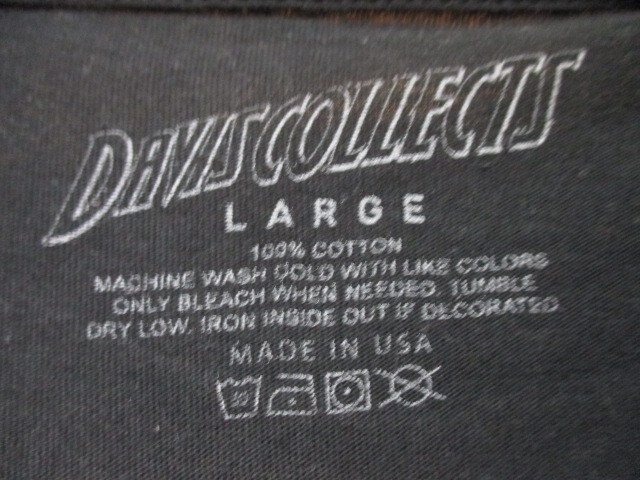 DAVISCOLLECTS
LARGE
100% COTTON
MACHINE WASH COLD WITH LIKE COLORS
ONLY BLEACH WHEN NEEDED. TUMBLE
DRY LOW. IRON INSIDE OUT IF DECORATED
MADE IN USA
30